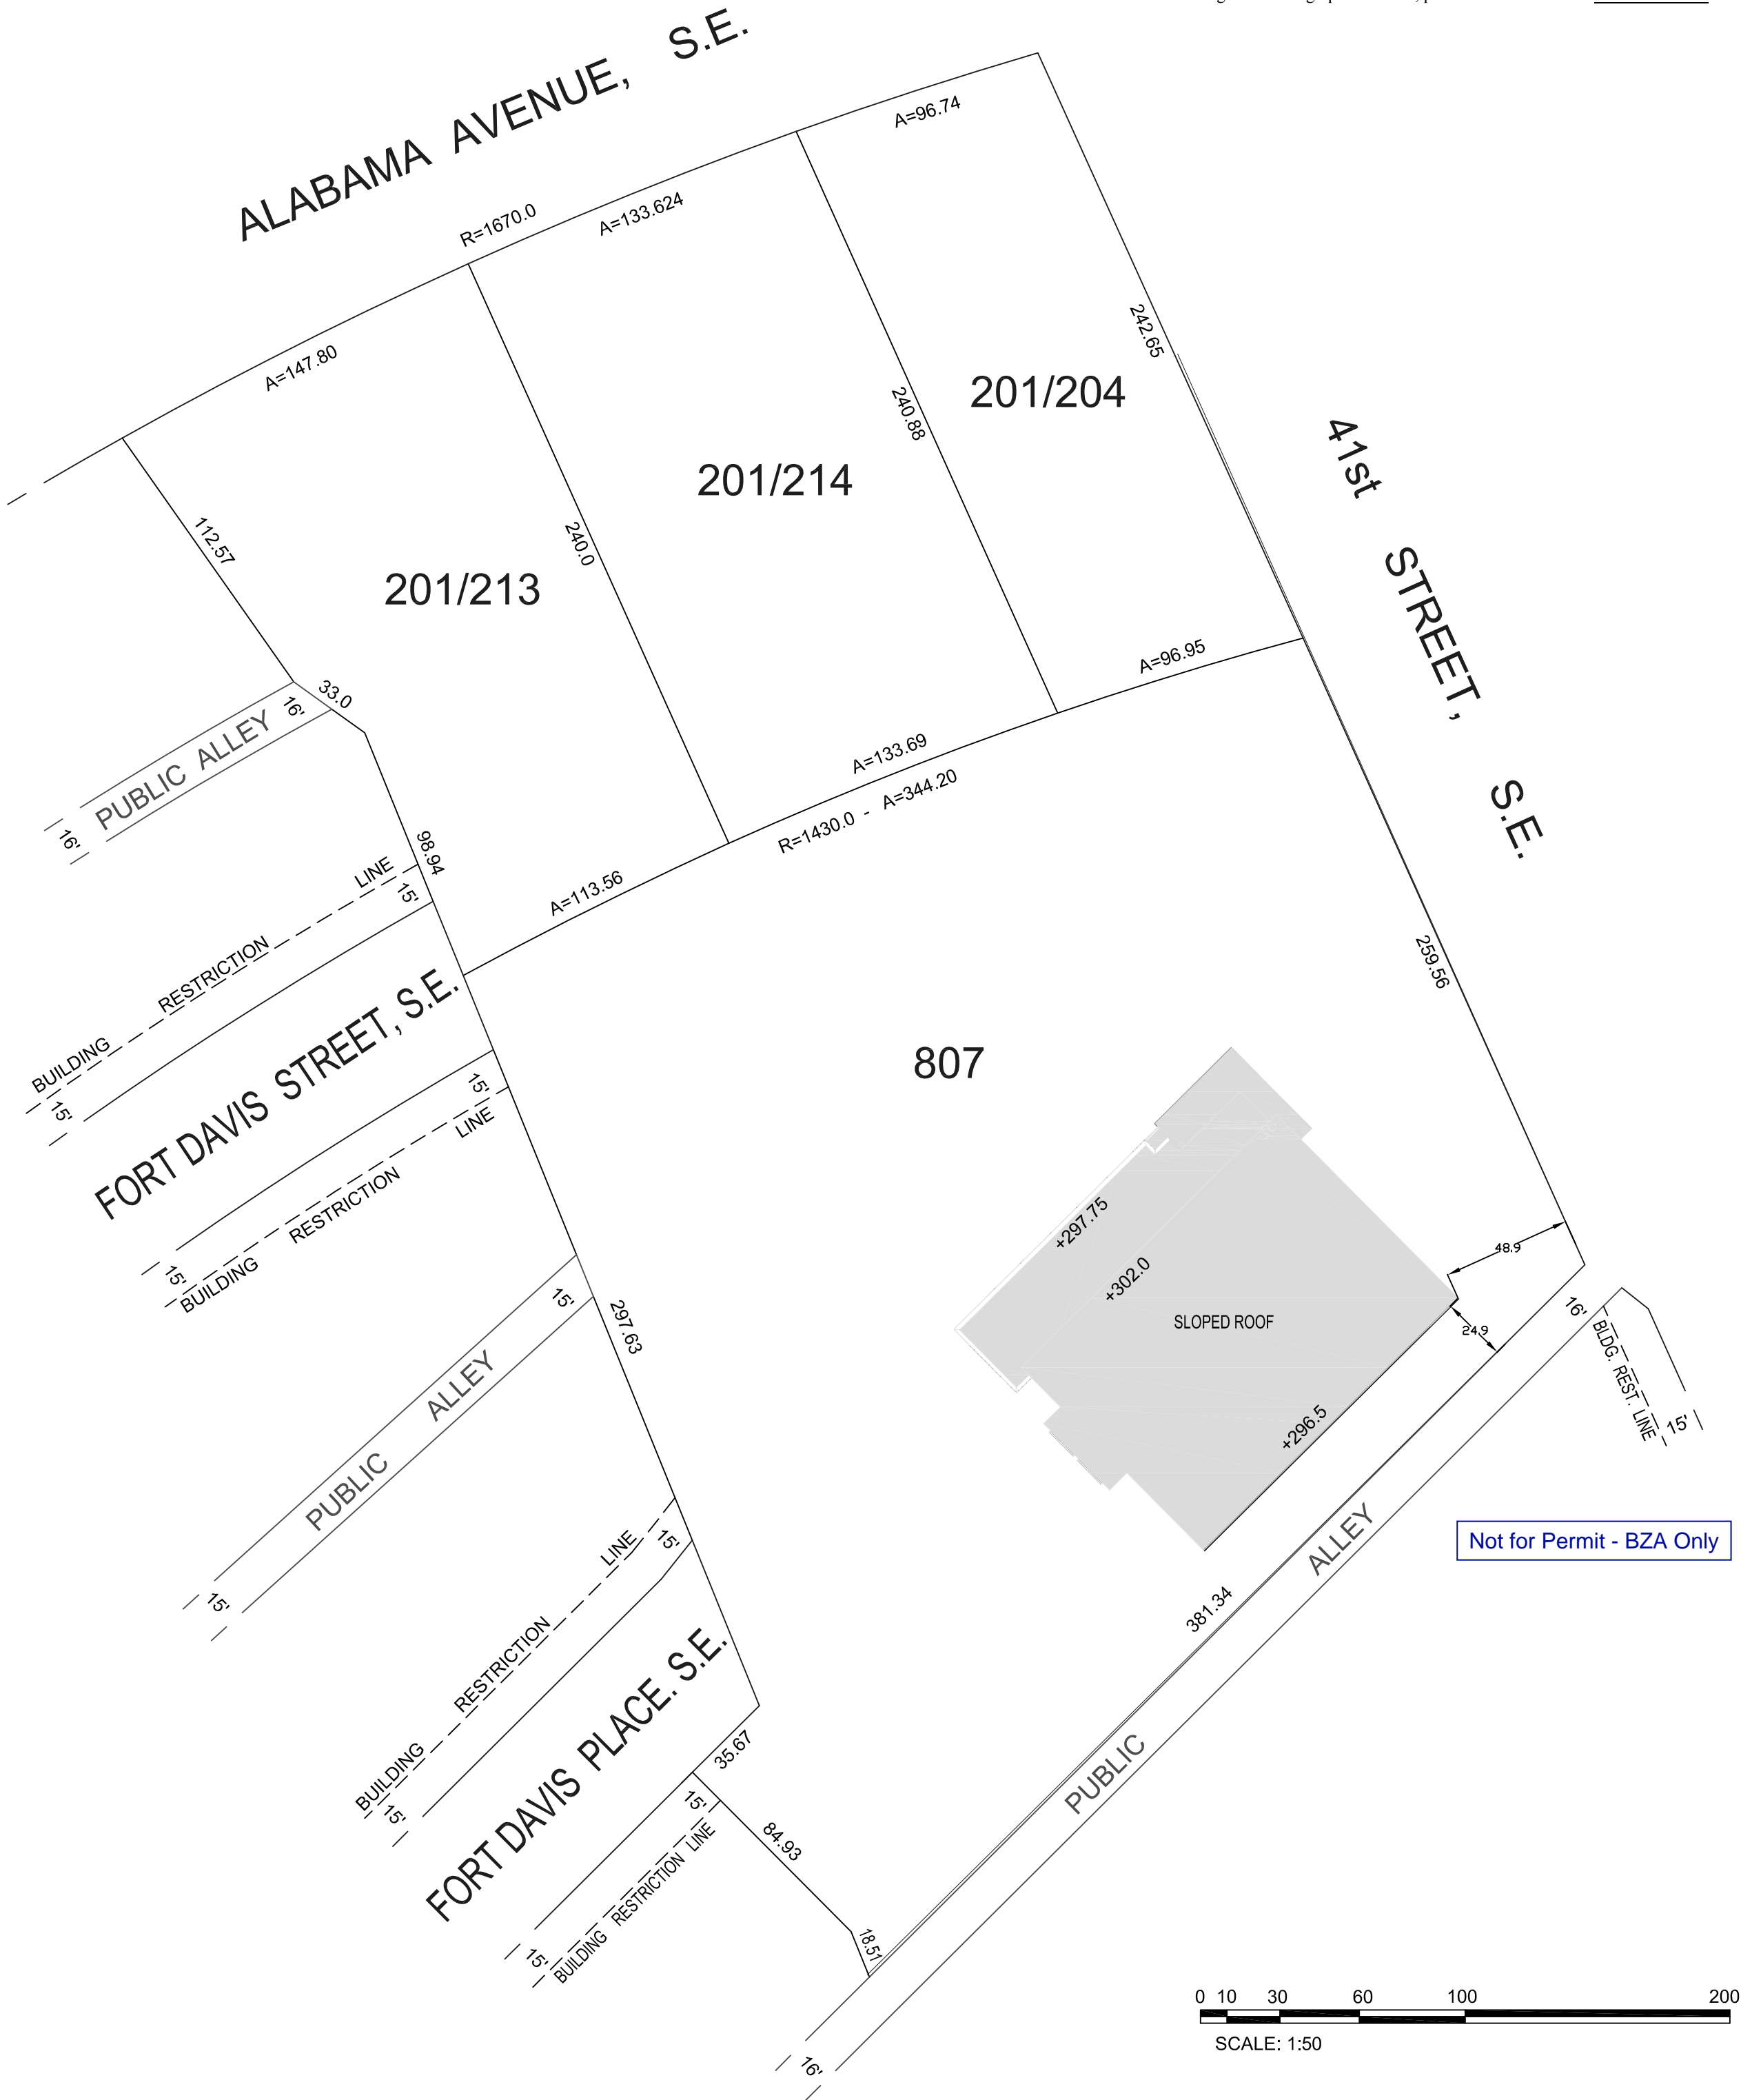 ALABAMA AVENUE, S.E.
A=96.74
R=1670.0
A=133.624
A=147.80
242.65
201/204
240.88
41st STREET, S.E.
201/214
112.57
240.0
201/213
33.0
16'
PUBLIC ALLEY
16'
A=96.95
A=133.69
R=1430.0 - A=344.20
98.94
15'
BUILDING RESTRICTION LINE
15'
A=113.56
FORT DAVIS STREET, S.E.
259.56
807
15'
BUILDING RESTRICTION LINE
15'
+297.75
+302.0
SLOPED ROOF
48.9
24.9
16'
BLDG. REST. LINE
15'
297.63
15'
PUBLIC ALLEY
15'
+296.5
Not for Permit - BZA Only
15'
BUILDING RESTRICTION LINE
15'
381.34
PUBLIC ALLEY
FORT DAVIS PLACE. S.E.
35.67
15'
BUILDING RESTRICTION LINE
15'
84.93
18.51
16'
0 10 30 60 100 200
SCALE: 1:50